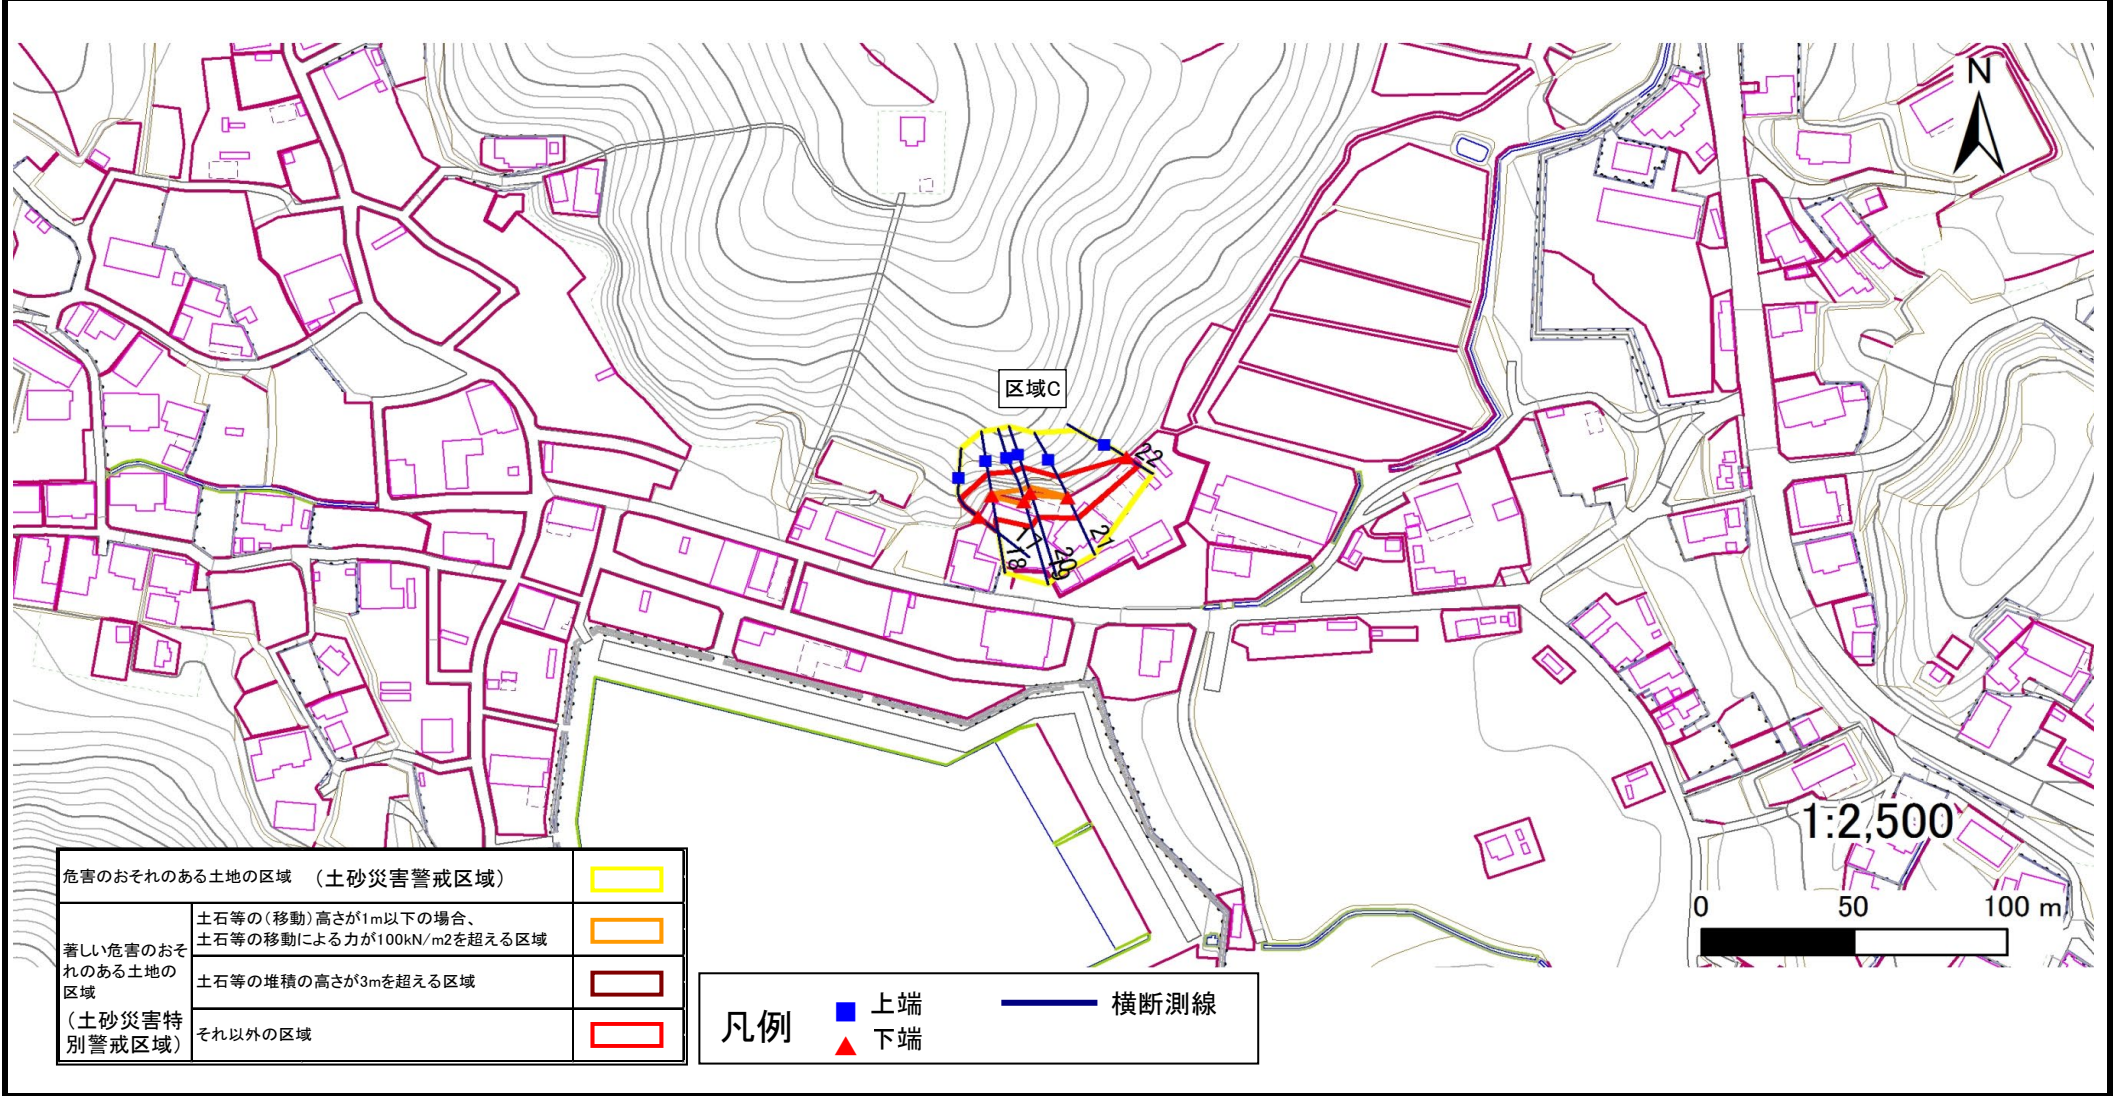 N
区域C
22
21
20
19
18
17
1:2,500
0 50 100 m
危害のおそれのある土地の区域 (土砂災害警戒区域)
著しい危害のおそ
れのある土地の
区域
(土砂災害特
別警戒区域)
土石等の(移動)高さが1m以下の場合、
土石等の移動による力が100kN/m2を超える区域
土石等の堆積の高さが3mを超える区域
それ以外の区域
凡例
上端
下端
横断測線